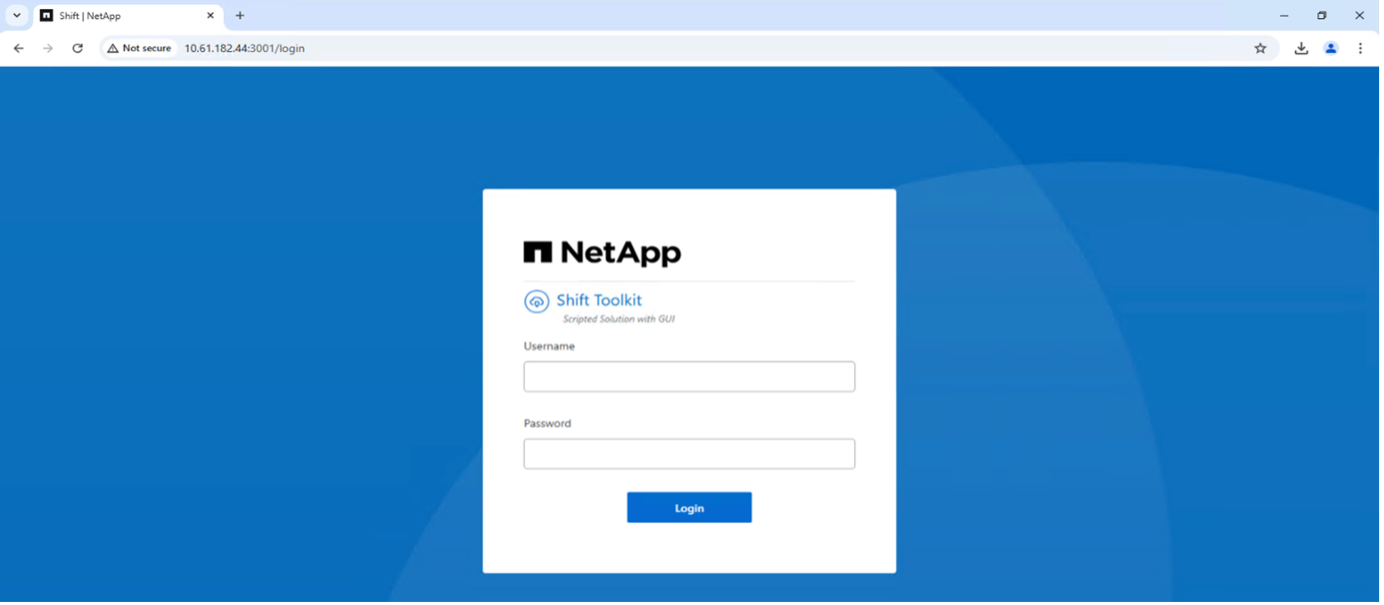 Shift | NetApp
Not secure 10.61.182.44:3001/login
NetApp
Shift Toolkit
Scripted Solution with GUI
Username
Password
Login